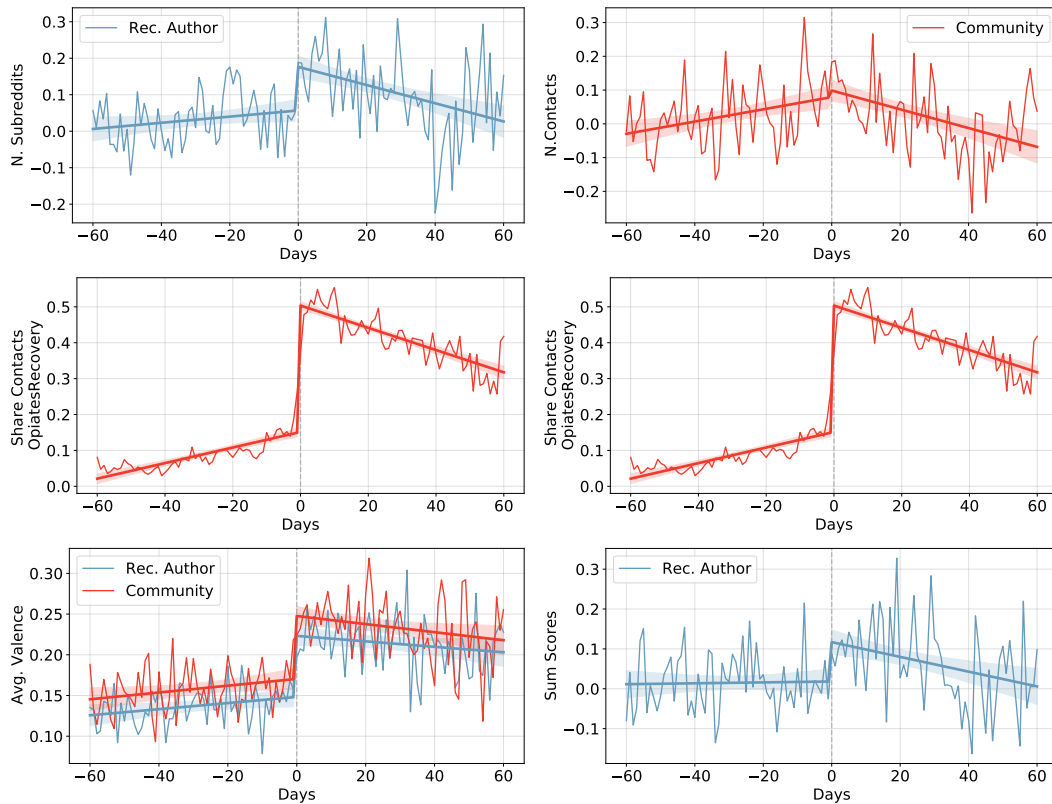 Rec. Author
N. Subreddits
0.3
0.2
0.1
0.0
−0.1
−0.2
−60 −40 −20 0 20 40 60
Days
Community
N.Contacts
0.3
0.2
0.1
0.0
−0.1
−0.2
−60 −40 −20 0 20 40 60
Days
Share Contacts
OpiatesRecovery
0.5
0.4
0.3
0.2
0.1
0.0
−60 −40 −20 0 20 40 60
Days
Share Contacts
OpiatesRecovery
0.5
0.4
0.3
0.2
0.1
0.0
−60 −40 −20 0 20 40 60
Days
Rec. Author
Community
Avg. Valence
0.30
0.25
0.20
0.15
0.10
−60 −40 −20 0 20 40 60
Days
Rec. Author
Sum Scores
0.3
0.2
0.1
0.0
−0.1
−60 −40 −20 0 20 40 60
Days